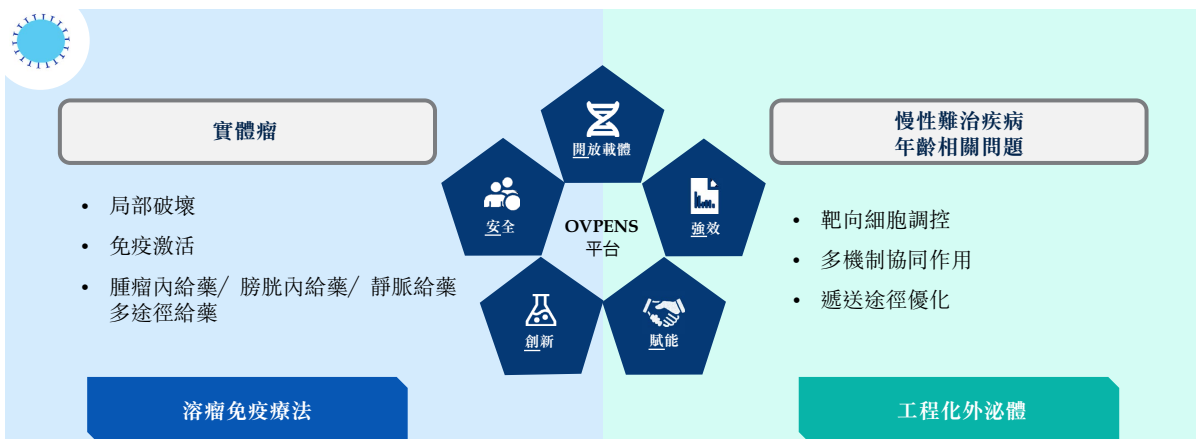 實體瘤
• 局部破壞
• 免疫激活
• 腫瘤內給藥/ 膀胱內給藥/ 靜脈給藥
多途徑給藥
溶瘤免疫療法
開放載體
安全
強效
OVPENS
平台
創新
賦能
慢性難治疾病
年齡相關問題
• 靶向細胞調控
• 多機制協同作用
• 遞送途徑優化
工程化外泌體